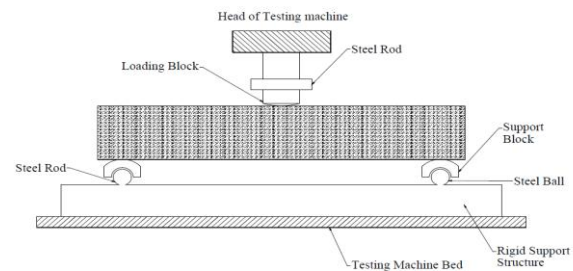 Head of Testing machine
Steel Rod
Loading Block
Support
Block
Steel Rod
Steel Ball
Rigid Support
Structure
Testing Machine Bed